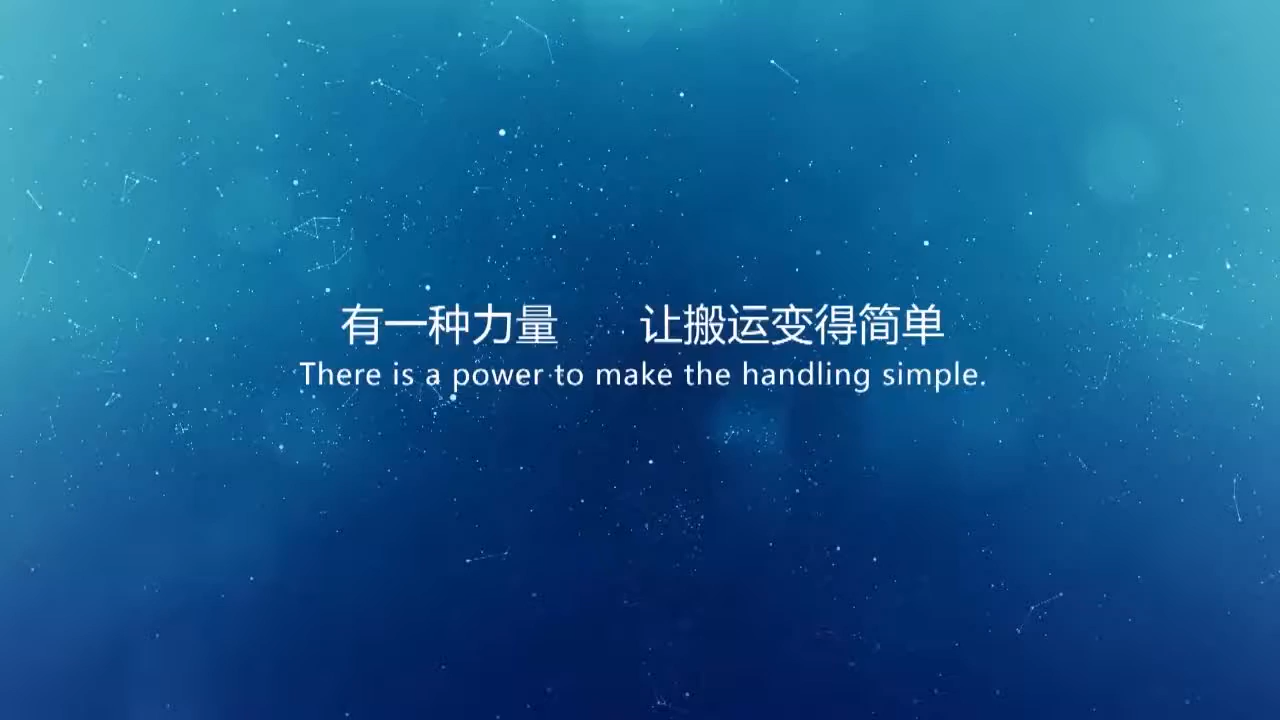 有一种力量 让搬运变得简单
There is a power to make the handling simple.